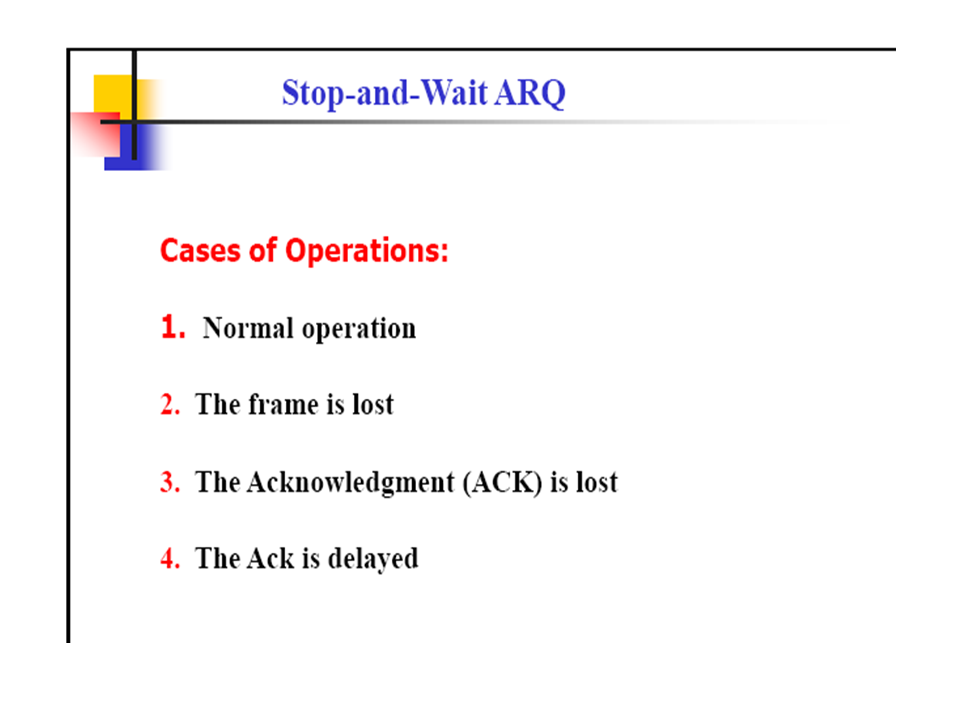 Stop-and-Wait ARQ
Cases of Operations:
1. Normal operation
2. The frame is lost
3. The Acknowledgment (ACK) is lost
4. The Ack is delayed